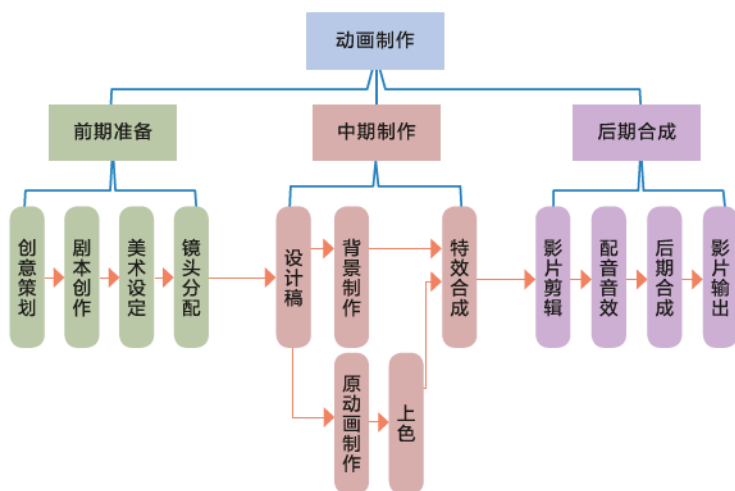 动画制作
前期准备
中期制作
后期合成
创意策划
剧本创作
美术设定
镜头分配
设计稿
背景制作
特效合成
影片剪辑
配音音效
后期合成
影片输出
原动画制作
上色